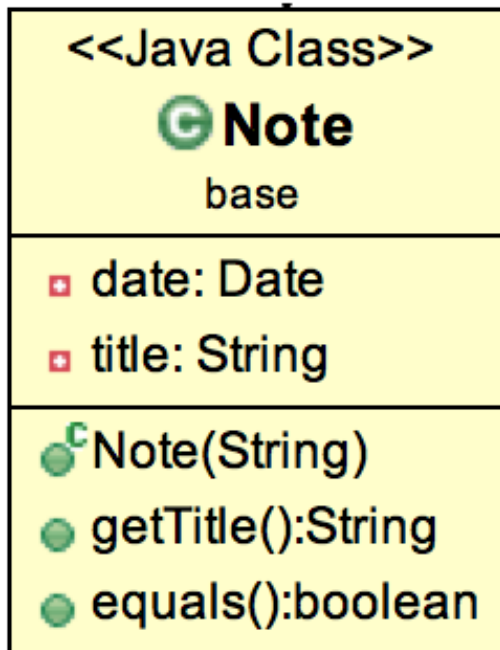 <<Java Class>>
C Note
base
date: Date
title: String
C Note(String)
getTitle():String
equals():boolean